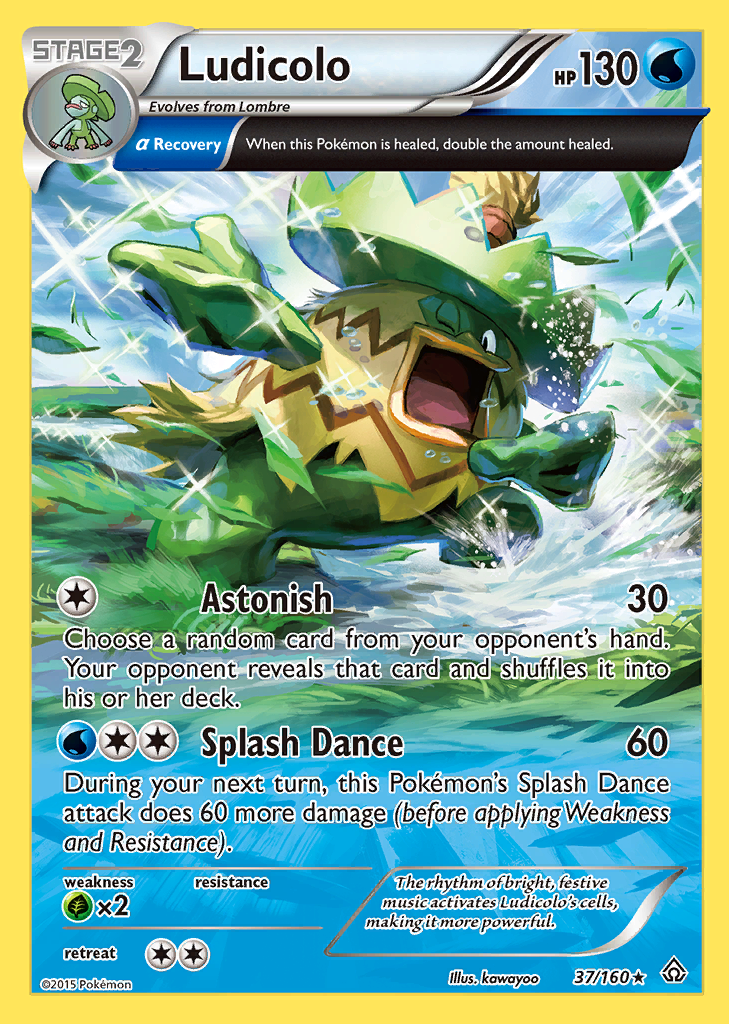 STAGE2
Ludicolo
HP130
Evolves from Lombre
α Recovery
When this Pokémon is healed, double the amount healed.
Astonish 30
Choose a random card from your opponent's hand.
Your opponent reveals that card and shuffles it into
his or her deck.
Splash Dance 60
During your next turn, this Pokémon's Splash Dance
attack does 60 more damage (before applying Weakness
and Resistance).
weakness resistance
×2
The rhythm of bright, festive
music activates Ludicolo's cells,
making it more powerful.
retreat
©2015 Pokémon
Illus. kawayoo
37/160★